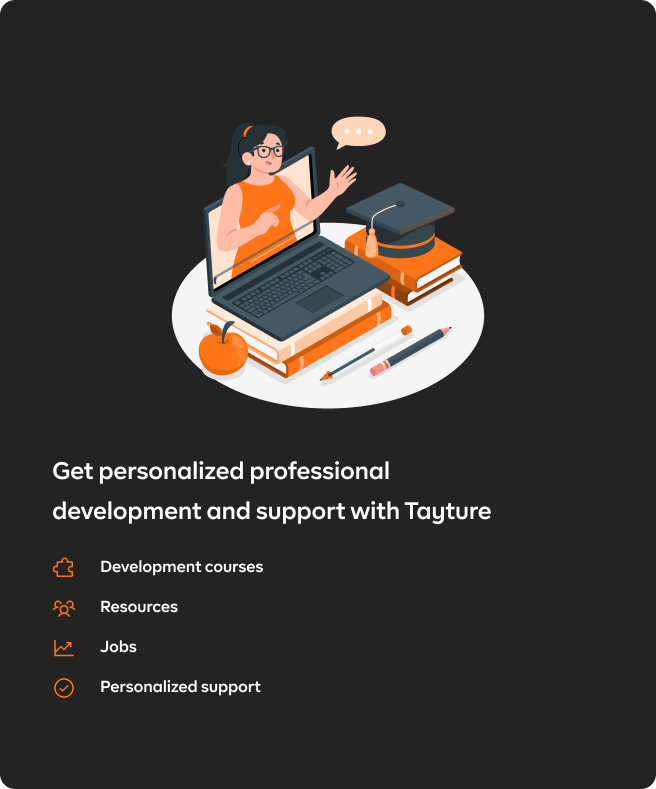 Get personalized professional
development and support with Tayture
Development courses
Resources
Jobs
Personalized support